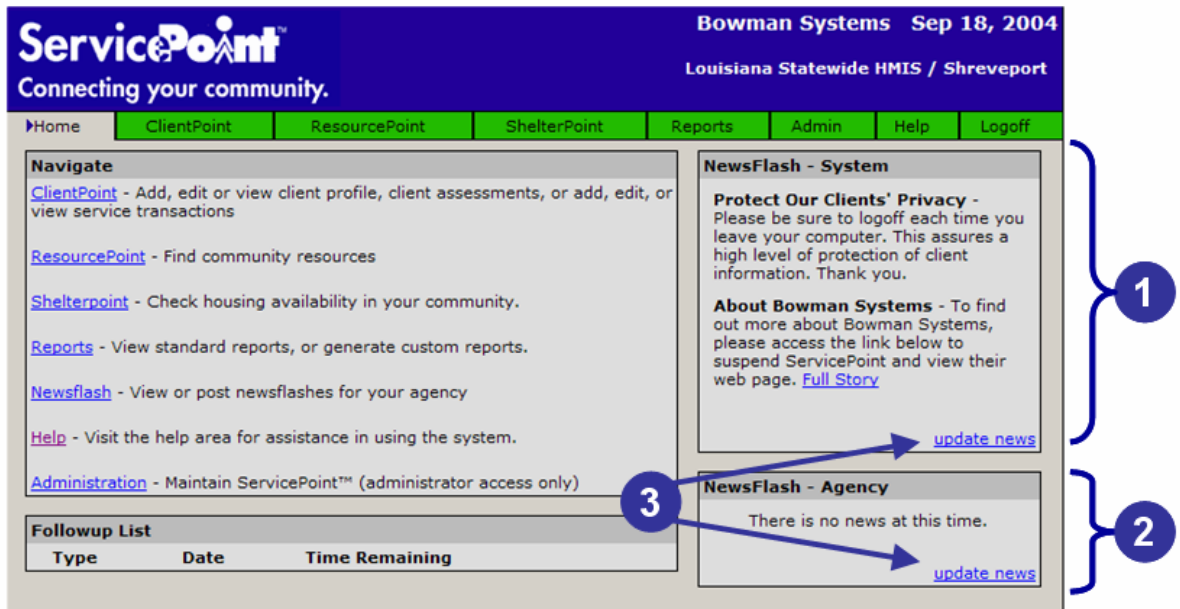 ServicePoint™
Connecting your community.
Bowman Systems Sep 18, 2004
Louisiana Statewide HMIS / Shreveport
Home ClientPoint ResourcePoint ShelterPoint Reports Admin Help Logoff
Navigate
ClientPoint - Add, edit or view client profile, client assessments, or add, edit, or
view service transactions
ResourcePoint - Find community resources
Shelterpoint - Check housing availability in your community.
Reports - View standard reports, or generate custom reports.
Newsflash - View or post newsflashes for your agency
Help - Visit the help area for assistance in using the system.
Administration - Maintain ServicePoint™ (administrator access only)
Followup List
Type Date Time Remaining
NewsFlash - System
Protect Our Clients' Privacy -
Please be sure to logoff each time you
leave your computer. This assures a
high level of protection of client
information. Thank you.
About Bowman Systems - To find
out more about Bowman Systems,
please access the link below to
suspend ServicePoint and view their
web page. Full Story
update news
NewsFlash - Agency
There is no news at this time.
update news
1
2
3